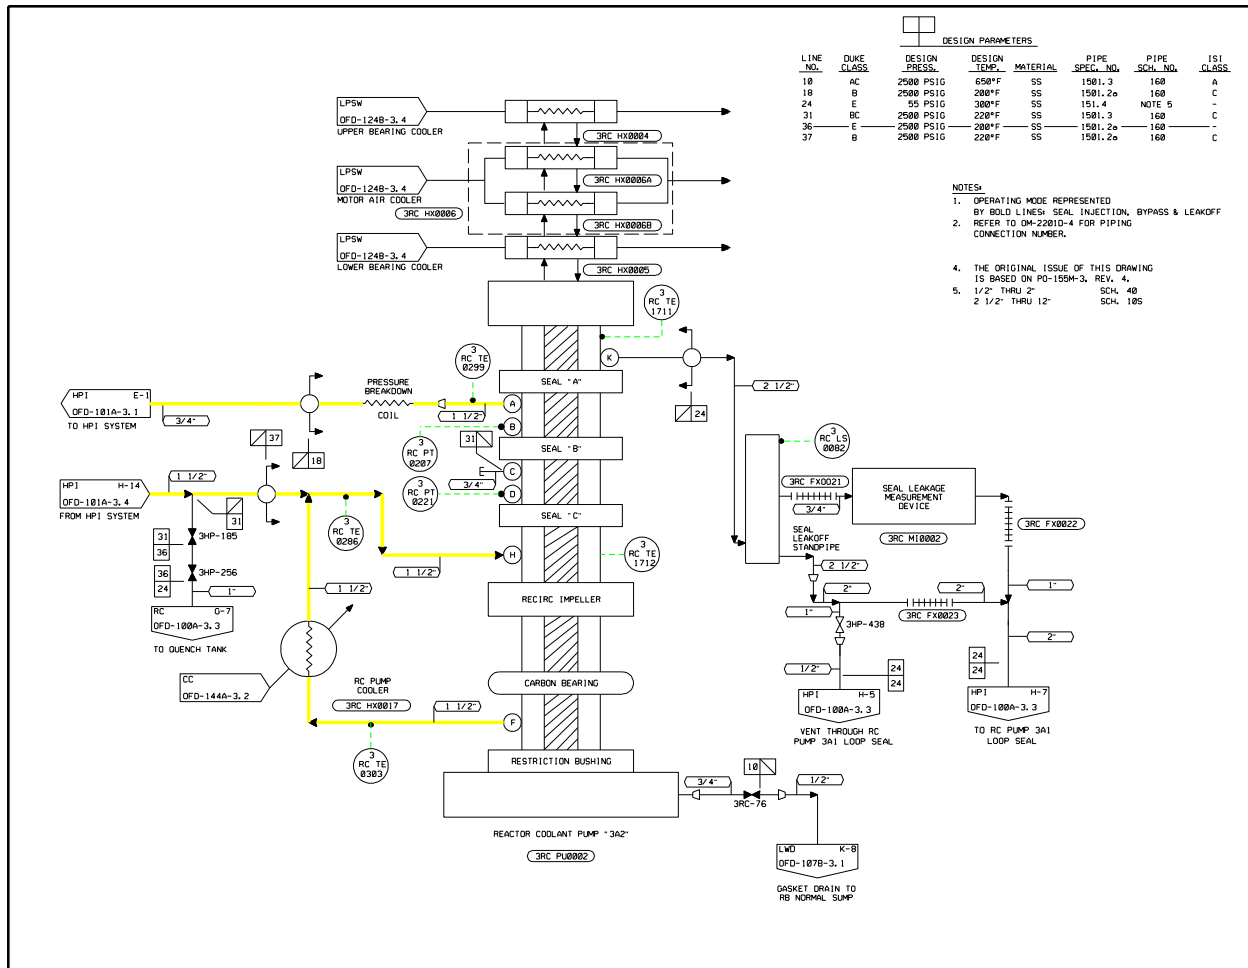 DESIGN PARAMETERS
LINE NO. DUKE CLASS DESIGN PRESS. DESIGN TEMP. MATERIAL PIPE SPEC. NO. PIPE SCH. NO. ISI CLASS
10 AC 2500 PSIG 650°F SS 1501.3 160 A
18 B 2500 PSIG 200°F SS 1501.2a 160 C
24 E 55 PSIG 300°F SS 151.4 NOTE 5 -
31 BC 2500 PSIG 220°F SS 1501.3 160 C
36 E 2500 PSIG 200°F SS 1501.2a 160 -
37 B 2500 PSIG 220°F SS 1501.2a 160 C
NOTES:
1. OPERATING MODE REPRESENTED
BY BOLD LINES: SEAL INJECTION, BYPASS & LEAKOFF
2. REFER TO OM-2201D-4 FOR PIPING
CONNECTION NUMBER.
4. THE ORIGINAL ISSUE OF THIS DRAWING
IS BASED ON PO-155M-3, REV. 4.
5. 1/2" THRU 2" SCH. 40
2 1/2" THRU 12" SCH. 10S
LPSW
OFD-124B-3.4
UPPER BEARING COOLER
3RC HX0004
LPSW
OFD-124B-3.4
MOTOR AIR COOLER
3RC HX0006
3RC HX0006A
3RC HX0006B
LPSW
OFD-124B-3.4
LOWER BEARING COOLER
3RC HX0005
3
RC TE
1711
K
24
2 1/2"
3
RC TE
0299
SEAL "A"
HPI E-1
OFD-101A-3.1
TO HPI SYSTEM
3/4"
PRESSURE
BREAKDOWN
COIL
1 1/2"
A
B
37
18
3
RC PT
0207
31
SEAL "B"
C
3/4"
3
RC PT
0221
D
SEAL "C"
HPI H-14
OFD-101A-3.4
FROM HPI SYSTEM
1 1/2"
31
3
RC TE
0286
1 1/2"
H
3
RC TE
1712
31
36
3HP-185
36
24
3HP-256
1"
RC G-7
OFD-100A-3.3
TO QUENCH TANK
1 1/2"
RECIRC IMPELLER
CC
OFD-144A-3.2
RC PUMP
COOLER
3RC HX0017
1 1/2"
CARBON BEARING
F
3
RC TE
0303
RESTRICTION BUSHING
REACTOR COOLANT PUMP "3A2"
3RC PU0002
3/4"
10
3RC-76
1/2"
LWD K-8
OFD-107B-3.1
GASKET DRAIN TO
RB NORMAL SUMP
3
RC LS
0082
3RC FX0021
3/4"
SEAL LEAKAGE
MEASUREMENT
DEVICE
3RC MI0002
3RC FX0022
SEAL
LEAKOFF
STANDPIPE
2 1/2"
2"
1"
3HP-438
3RC FX0023
2"
1"
2"
1/2"
24
24
24
24
HPI H-5
OFD-100A-3.3
VENT THROUGH RC
PUMP 3A1 LOOP SEAL
HPI H-7
OFD-100A-3.3
TO RC PUMP 3A1
LOOP SEAL